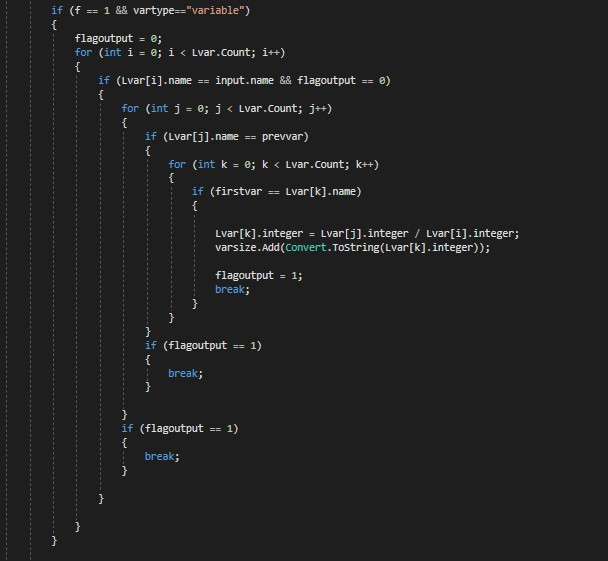 if (f == 1 && vartype=="variable")
{
flagoutput = 0;
for (int i = 0; i < Lvar.Count; i++)
{
if (Lvar[i].name == input.name && flagoutput == 0)
{
for (int j = 0; j < Lvar.Count; j++)
{
if (Lvar[j].name == prevvar)
{
for (int k = 0; k < Lvar.Count; k++)
{
if (firstvar == Lvar[k].name)
{
Lvar[k].integer = Lvar[j].integer / Lvar[i].integer;
varsize.Add(Convert.ToString(Lvar[k].integer));
flagoutput = 1;
break;
}
}
}
if (flagoutput == 1)
{
break;
}
}
if (flagoutput == 1)
{
break;
}
}
}
}